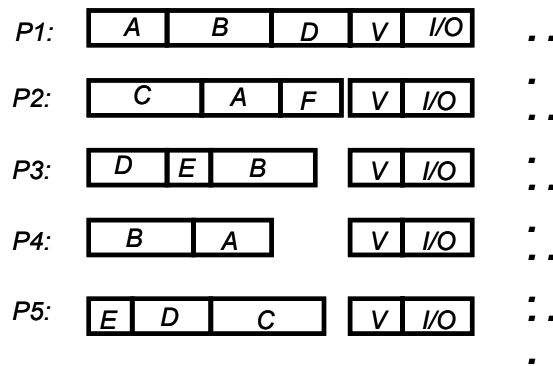 P1: A B D V I/O . .
.
P2: C A F V I/O . .
.
P3: D E B V I/O . .
.
P4: B A V I/O . .
.
P5: E D C V I/O . .
.